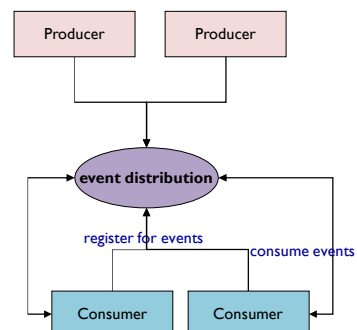 Producer
Producer
event distribution
register for events
consume events
Consumer
Consumer